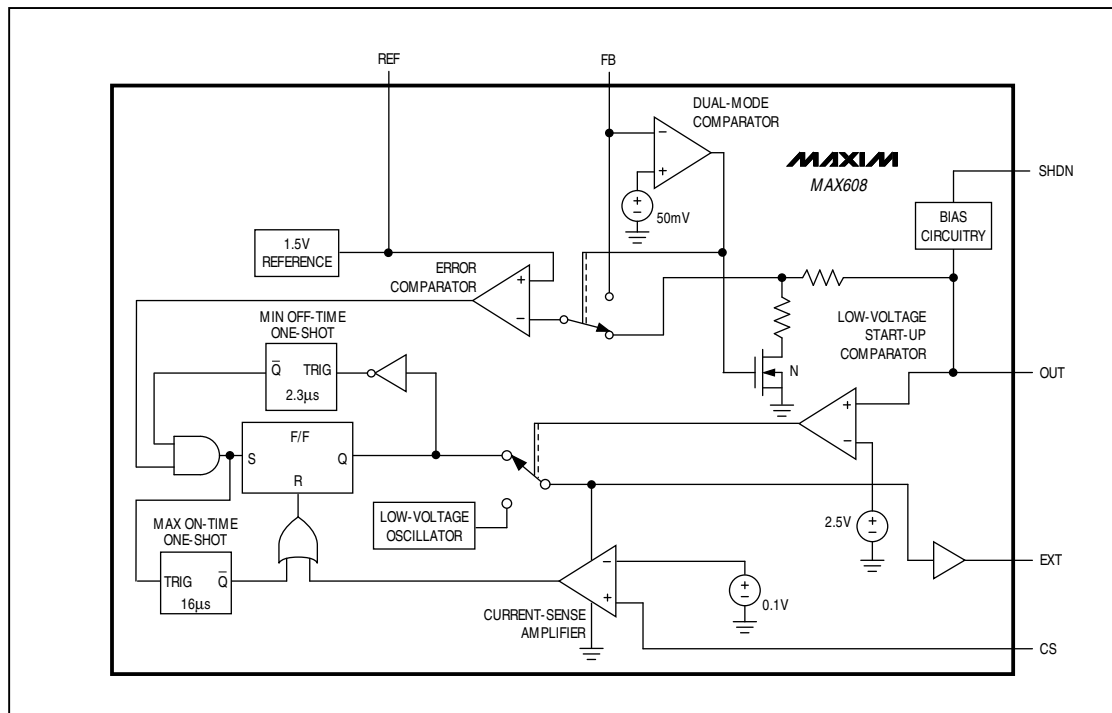 REF
FB
DUAL-MODE
COMPARATOR
MAXIM
MAX608
SHDN
−
+
+
−
50mV
BIAS
CIRCUITRY
1.5V
REFERENCE
ERROR
COMPARATOR
+
−
MIN OFF-TIME
ONE-SHOT
Q̅ TRIG
2.3µs
LOW-VOLTAGE
START-UP
COMPARATOR
N
OUT
+
−
F/F
S Q
R
2.5V
+
−
MAX ON-TIME
ONE-SHOT
LOW-VOLTAGE
OSCILLATOR
EXT
TRIG Q̅
16µs
−
+
+
−
0.1V
CURRENT-SENSE
AMPLIFIER
CS